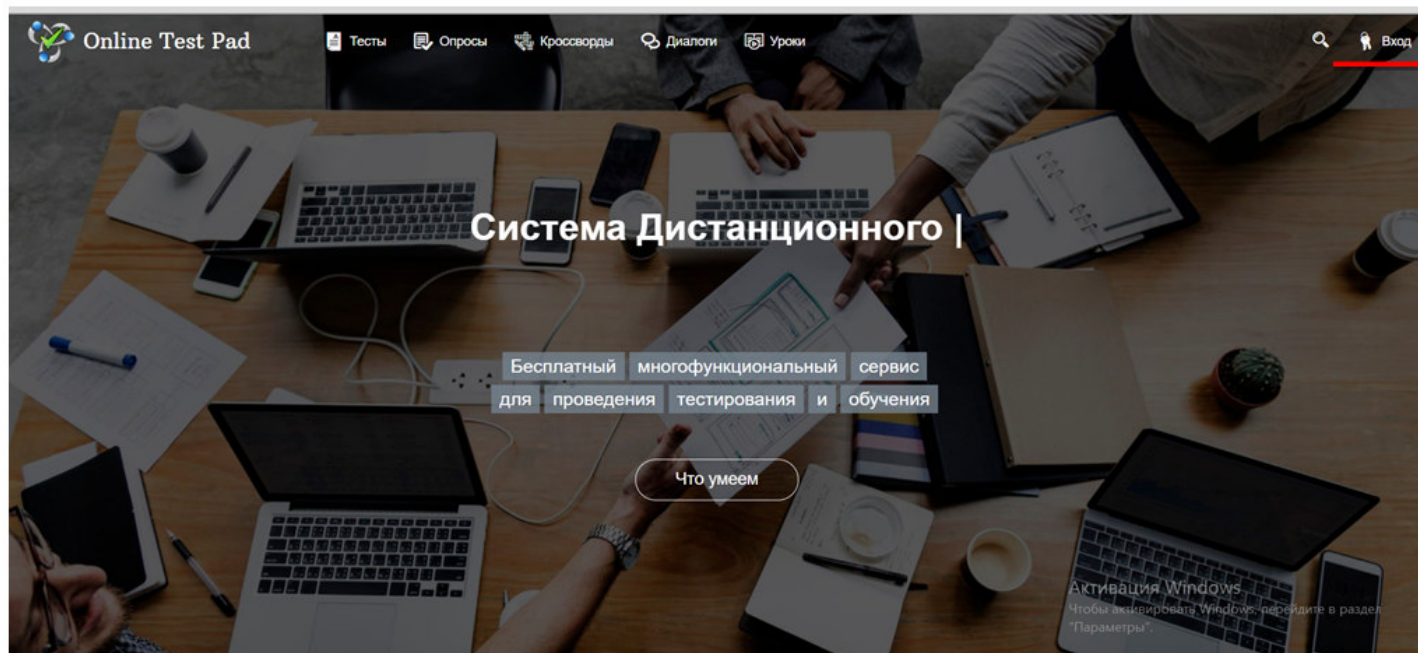 Online Test Pad Тесты Опросы Кроссворды Диалоги Уроки Вход
Система Дистанционного |
Бесплатный многофункциональный сервис
для проведения тестирования и обучения
Что умеем
Активация Windows
Чтобы активировать Windows, перейдите в раздел
"Параметры".